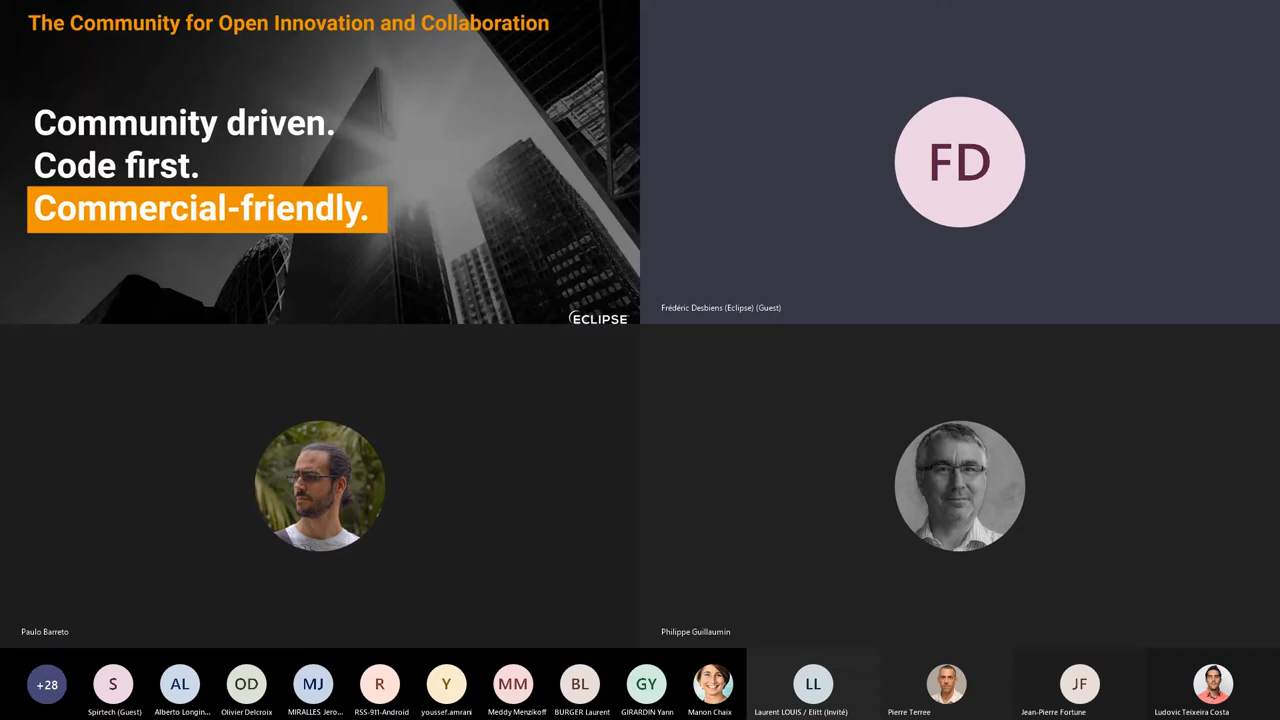 The Community for Open Innovation and Collaboration
Community driven.
Code first.
Commercial-friendly.
ECLIPSE
FD
Frédéric Desbiens (Eclipse) (Guest)
Paulo Barreto
Philippe Guillaumin
+28
S
Spirtech (Guest)
AL
Alberto Longin...
OD
Olivier Delcroix
MJ
MIRALLES Jero...
R
RSS-911-Android
Y
youssef.amrani
MM
Meddy Menzikoff
BL
BURGER Laurent
GY
GIRARDIN Yann
Manon Chaix
LL
Laurent LOUIS / Elitt (Invité)
Pierre Terree
JF
Jean-Pierre Fortune
Ludovic Teixeira Costa